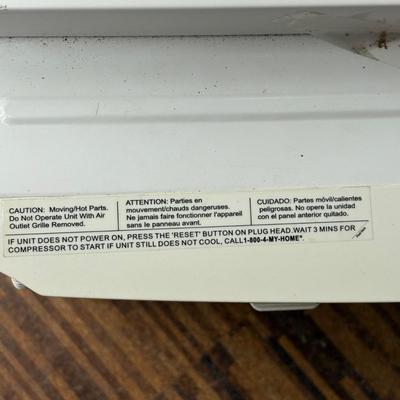 CAUTION: Moving/Hot Parts.
Do Not Operate Unit With Air
Outlet Grille Removed.
ATTENTION: Parties en
mouvement/chauds dangeruses.
Ne jamais faire fonctionner l'appareil
sans le panneau avant.
CUIDADO: Partes móvil/calientes
peligrosas. No opere la unidad
con el panel anterior quitado.
IF UNIT DOES NOT POWER ON, PRESS THE 'RESET' BUTTON ON PLUG HEAD.WAIT 3 MINS FOR
COMPRESSOR TO START IF UNIT STILL DOES NOT COOL, CALL1-800-4-MY-HOME®.